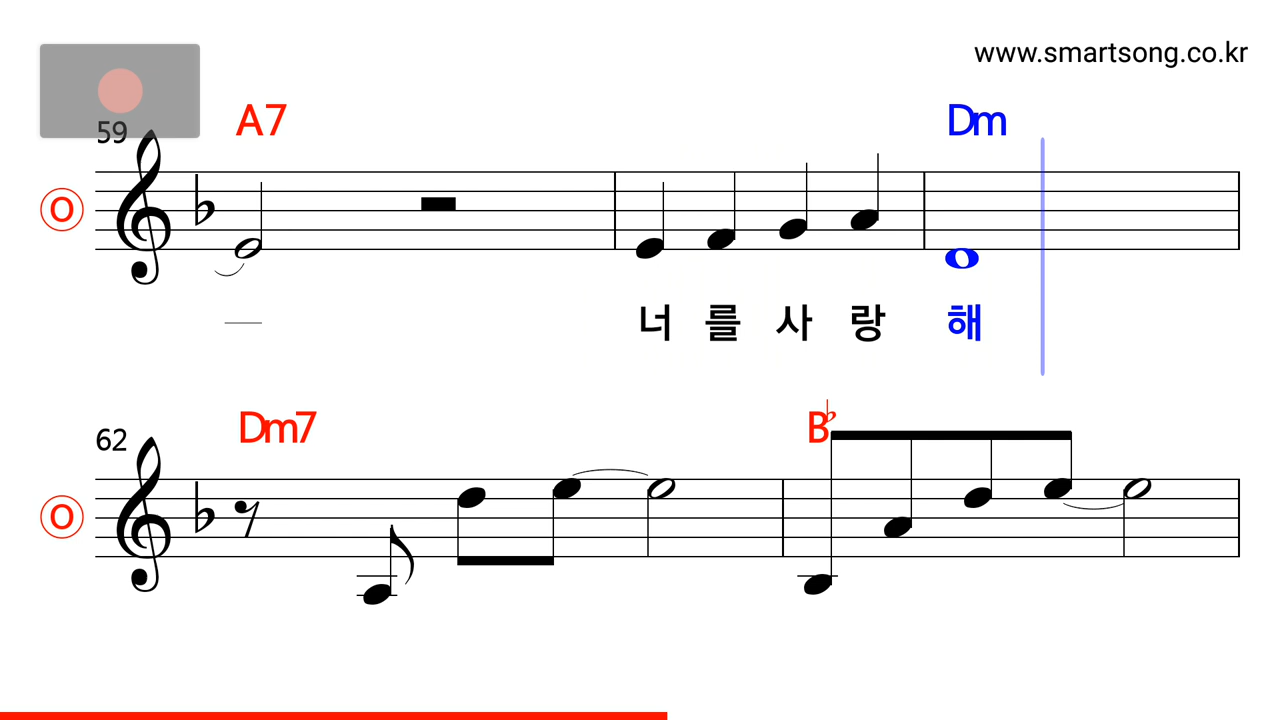 www.smartsong.co.kr
59 A7 Dm
O
너 를 사 랑 해
62 Dm7 B♭
O